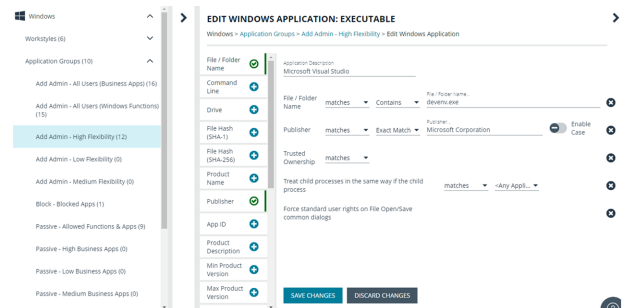 Windows
Workstyles (6)
Application Groups (10)
Add Admin - All Users (Business Apps) (16)
Add Admin - All Users (Windows Functions)
(15)
Add Admin - High Flexibility (12)
Add Admin - Low Flexibility (0)
Add Admin - Medium Flexibility (0)
Block - Blocked Apps (1)
Passive - Allowed Functions & Apps (9)
Passive - High Business Apps (0)
Passive - Low Business Apps (0)
Passive - Medium Business Apps (0)
EDIT WINDOWS APPLICATION: EXECUTABLE
Windows > Application Groups > Add Admin - High Flexibility > Edit Windows Application
File / Folder
Name
Command
Line
Drive
File Hash
(SHA-1)
File Hash
(SHA-256)
Product
Name
Publisher
App ID
Product
Description
Min Product
Version
Max Product
Version
Application Description
Microsoft Visual Studio
File / Folder
Name
matches
Contains
File / Folder Name...
devenv.exe
Publisher
matches
Exact Match
Publisher...
Microsoft Corporation
Enable
Case
Trusted
Ownership
matches
Treat child processes in the same way if the child
process
matches
<Any Appli...
Force standard user rights on File Open/Save
common dialogs
SAVE CHANGES
DISCARD CHANGES